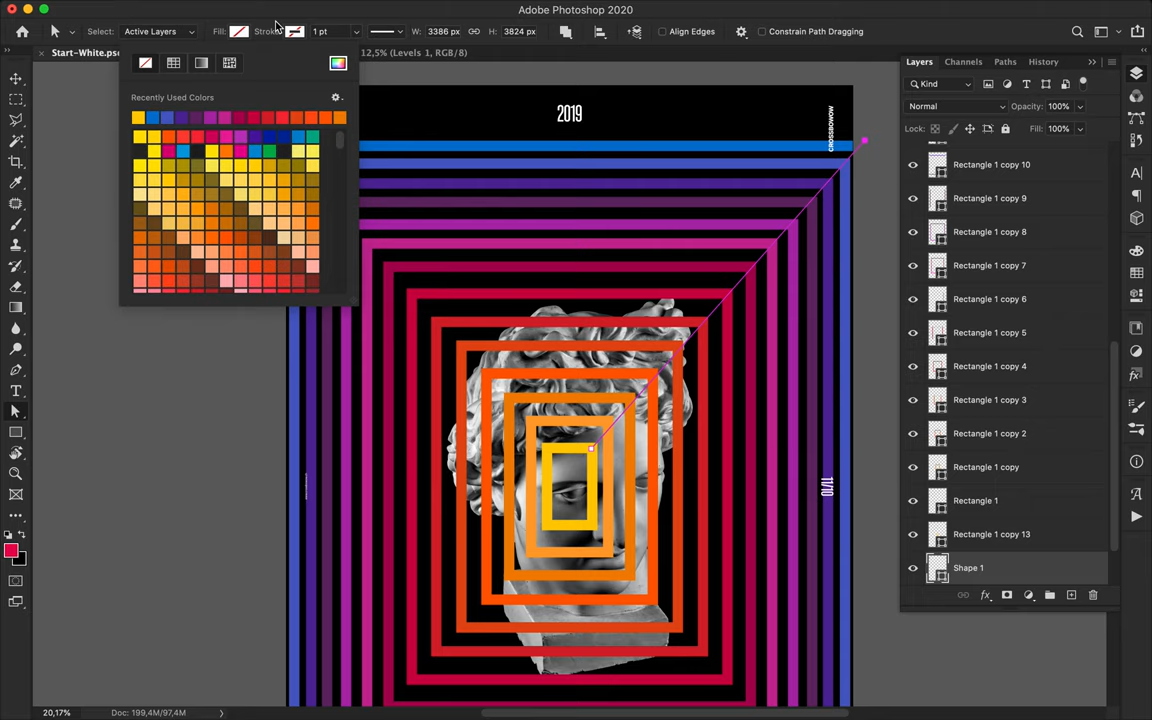 Adobe Photoshop 2020
Select:
Active Layers
Fill:
Stroke:
1 pt
W:
3386 px
H:
3824 px
Align Edges
Constrain Path Dragging
Start-White.psd
12,5% (Levels 1, RGB/8)
Layers
Channels
Paths
History
Kind
Normal
Opacity:
100%
Lock:
Fill:
100%
Recently Used Colors
2019
CROSSBOWOW
11/10
Rectangle 1 copy 10
Rectangle 1 copy 9
Rectangle 1 copy 8
Rectangle 1 copy 7
Rectangle 1 copy 6
Rectangle 1 copy 5
Rectangle 1 copy 4
Rectangle 1 copy 3
Rectangle 1 copy 2
Rectangle 1 copy
Rectangle 1
Rectangle 1 copy 13
Shape 1
20,17%
Doc: 199,4M/97,4M